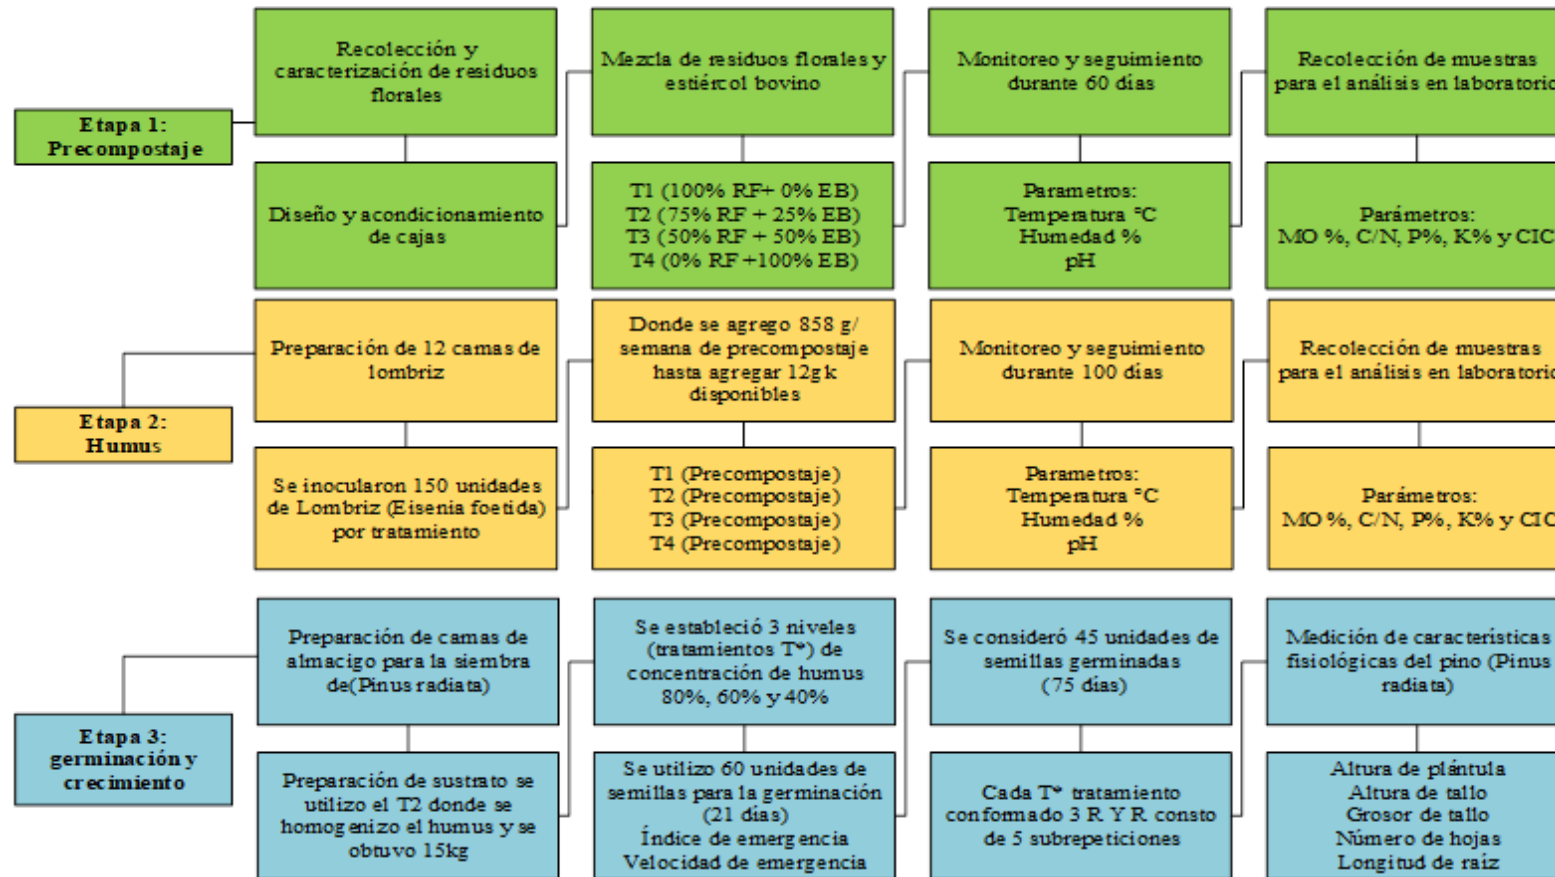 Etapa 1:
Precompostaje
Recolección y
caracterización de residuos
florales
Diseño y acondicionamiento
de cajas
Mezcla de residuos florales y
estiércol bovino
T1 (100% RF+ 0% EB)
T2 (75% RF + 25% EB)
T3 (50% RF + 50% EB)
T4 (0% RF +100% EB)
Monitoreo y seguimiento
durante 60 días
Parametros:
Temperatura °C
Humedad %
pH
Recolección de muestras
para el análisis en laboratorio
Parámetros:
MO %, C/N, P%, K% y CIC
Etapa 2:
Humus
Preparación de 12 camas de
lombriz
Se inocularon 150 unidades
de Lombriz (Eisenia foetida)
por tratamiento
Donde se agrego 858 g/
semana de precompostaje
hasta agregar 12gk
disponibles
T1 (Precompostaje)
T2 (Precompostaje)
T3 (Precompostaje)
T4 (Precompostaje)
Monitoreo y seguimiento
durante 100 días
Parametros:
Temperatura °C
Humedad %
pH
Recolección de muestras
para el análisis en laboratorio
Parámetros:
MO %, C/N, P%, K% y CIC
Etapa 3:
germinación y
crecimiento
Preparación de camas de
almacigo para la siembra
de(Pinus radiata)
Preparación de sustrato se
utilizo el T2 donde se
homogenizo el humus y se
obtuvo 15kg
Se estableció 3 niveles
(tratamientos T*) de
concentración de humus
80%, 60% y 40%
Se utilizo 60 unidades de
semillas para la germinación
(21 días)
Índice de emergencia
Velocidad de emergencia
Se consideró 45 unidades de
semillas germinadas
(75 días)
Cada T* tratamiento
conformado 3 R Y R consto
de 5 subrepeticiones
Medición de características
fisiológicas del pino (Pinus
radiata)
Altura de plántula
Altura de tallo
Grosor de tallo
Número de hojas
Longitud de raíz